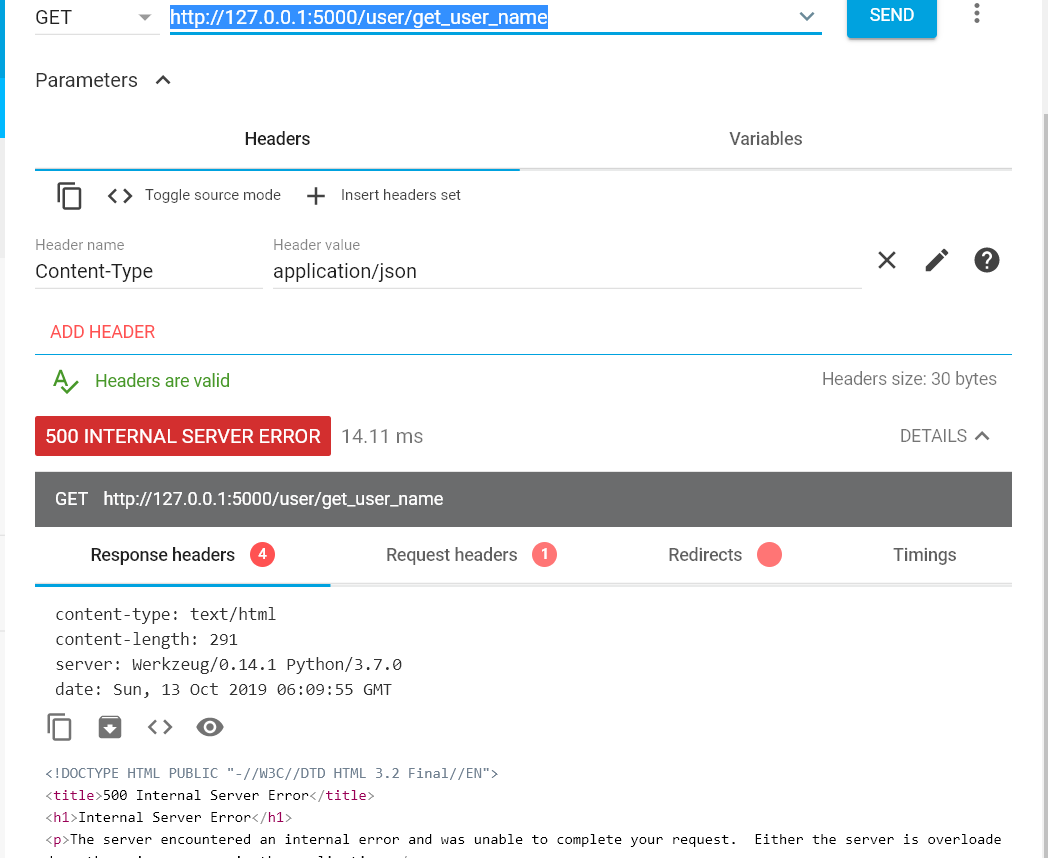 GET http://127.0.0.1:5000/user/get_user_name SEND
Parameters
Headers Variables
Toggle source mode Insert headers set
Header name Header value
Content-Type application/json
ADD HEADER
Headers are valid Headers size: 30 bytes
500 INTERNAL SERVER ERROR 14.11 ms DETAILS
GET http://127.0.0.1:5000/user/get_user_name
Response headers 4 Request headers 1 Redirects Timings
content-type: text/html
content-length: 291
server: Werkzeug/0.14.1 Python/3.7.0
date: Sun, 13 Oct 2019 06:09:55 GMT
<!DOCTYPE HTML PUBLIC "-//W3C//DTD HTML 3.2 Final//EN">
<title>500 Internal Server Error</title>
<h1>Internal Server Error</h1>
<p>The server encountered an internal error and was unable to complete your request.  Either the server is overloade